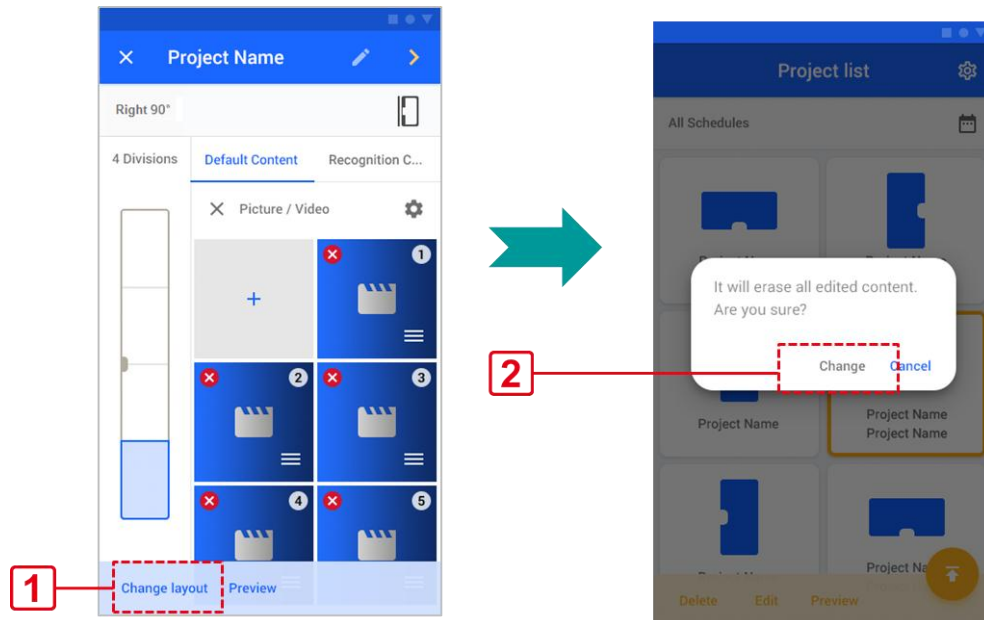 Project Name
Right 90°
4 Divisions
Default Content
Recognition C...
Picture / Video
1
2
3
4
5
Change layout
Preview
1
Project list
All Schedules
It will erase all edited content.
Are you sure?
Change
Cancel
2
Project Name
Project Name
Project Name
Project Na
Delete
Edit
Preview